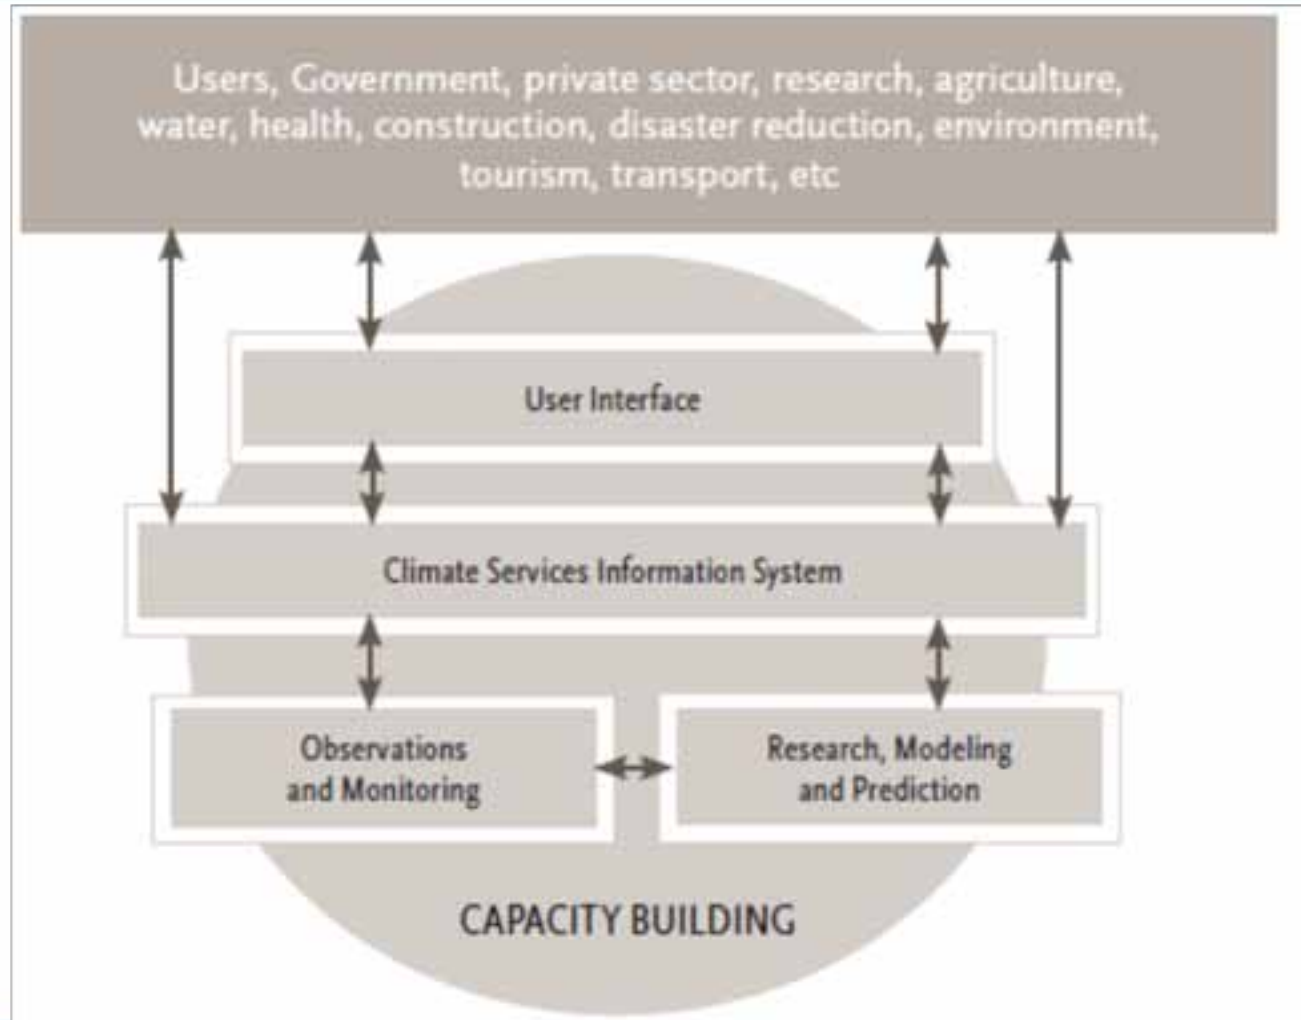 Users, Government, private sector, research, agriculture,
water, health, construction, disaster reduction, environment,
tourism, transport, etc
User Interface
Climate Services Information System
Observations
and Monitoring
Research, Modeling
and Prediction
CAPACITY BUILDING